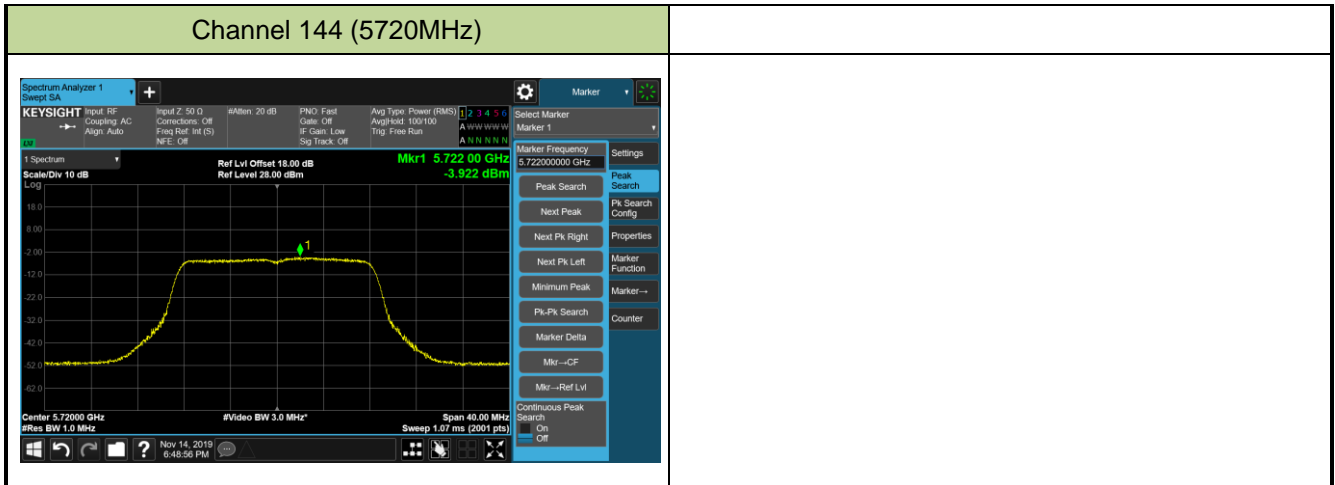 Channel 144 (5720MHz)
Spectrum Analyzer 1
Swept SA
Marker
KEYSIGHT
Input: RF
Coupling: AC
Align: Auto
Input Z: 50 Ω
Corrections: Off
Freq Ref: Int (S)
NFE: Off
#Atten: 20 dB
PNO: Fast
Gate: Off
IF Gain: Low
Sig Track: Off
Avg Type: Power (RMS)
Avg|Hold: 100/100
Trig: Free Run
1 2 3 4 5 6
A W W W W W
A N N N N N
Select Marker
Marker 1
1 Spectrum
Scale/Div 10 dB
Log
Ref Lvl Offset 18.00 dB
Ref Level 28.00 dBm
Mkr1 5.722 00 GHz
-3.922 dBm
18.0
8.00
-2.00
-12.0
-22.0
-32.0
-42.0
-52.0
-62.0
1
Center 5.72000 GHz
#Res BW 1.0 MHz
#Video BW 3.0 MHz*
Span 40.00 MHz
Sweep 1.07 ms (2001 pts)
Marker Frequency
5.722000000 GHz
Peak Search
Next Peak
Next Pk Right
Next Pk Left
Minimum Peak
Pk-Pk Search
Marker Delta
Mkr→CF
Mkr→Ref Lvl
Continuous Peak
Search
On
Off
Settings
Peak
Search
Pk Search
Config
Properties
Marker
Function
Marker→
Counter
?
Nov 14, 2019
6:48:56 PM